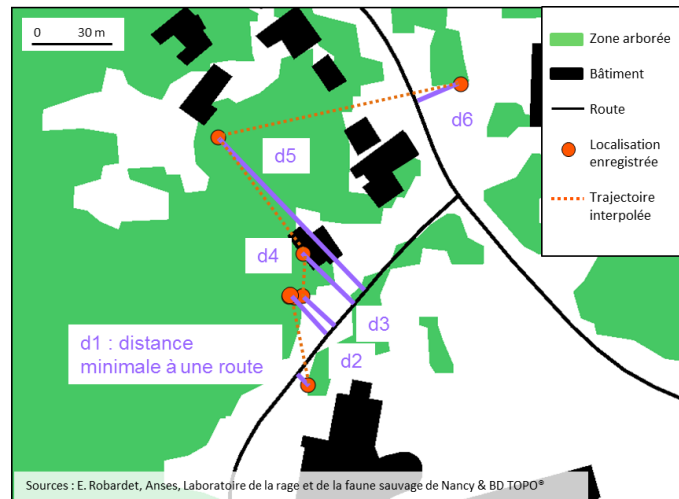 0 30 m
Zone arborée
Bâtiment
Route
Localisation
enregistrée
Trajectoire
interpolée
d6
d5
d4
d3
d1 : distance
minimale à une route
d2
Sources : E. Robardet, Anses, Laboratoire de la rage et de la faune sauvage de Nancy & BD TOPO®